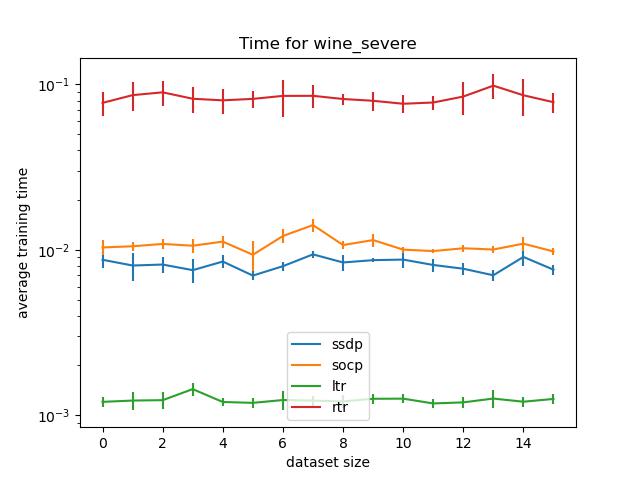 Time for wine_severe
average training time
10⁻¹
10⁻²
10⁻³
ssdp
socp
ltr
rtr
0 2 4 6 8 10 12 14
dataset size